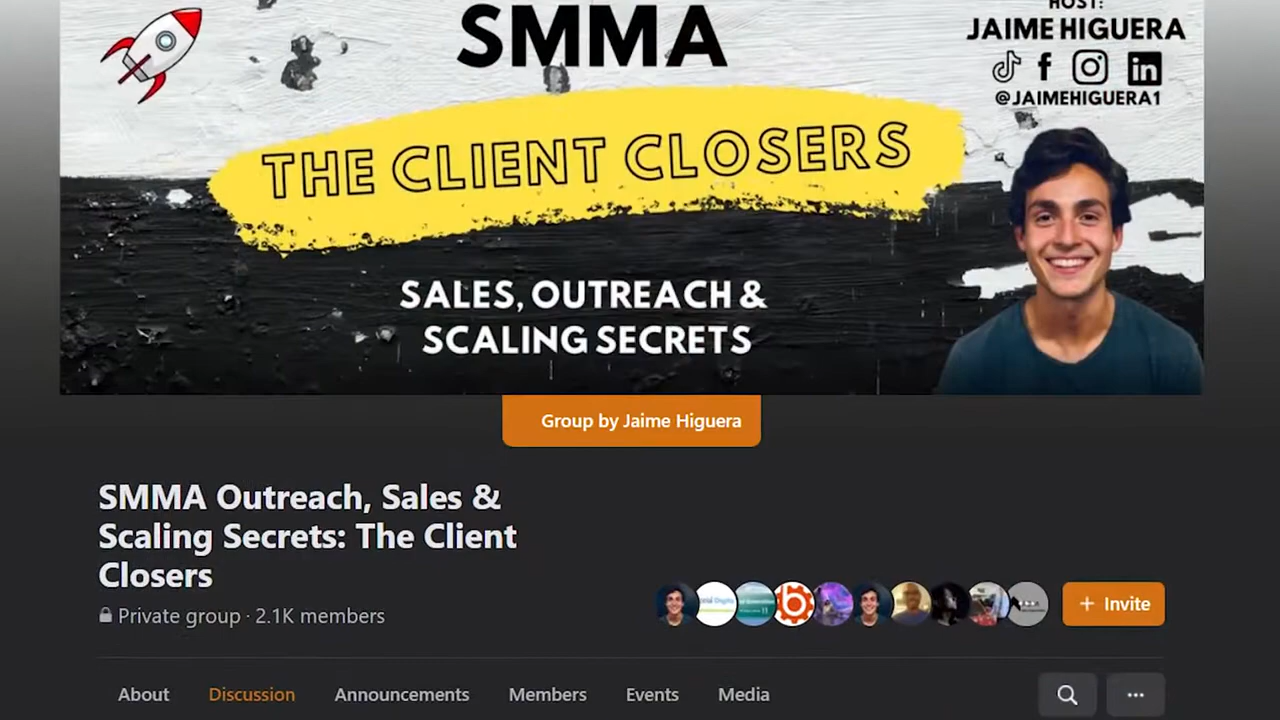 SMMA
HOST:
JAIME HIGUERA
@JAIMEHIGUERA1
THE CLIENT CLOSERS
SALES, OUTREACH &
SCALING SECRETS
Group by Jaime Higuera
SMMA Outreach, Sales &
Scaling Secrets: The Client
Closers
Private group · 2.1K members
+ Invite
About Discussion Announcements Members Events Media